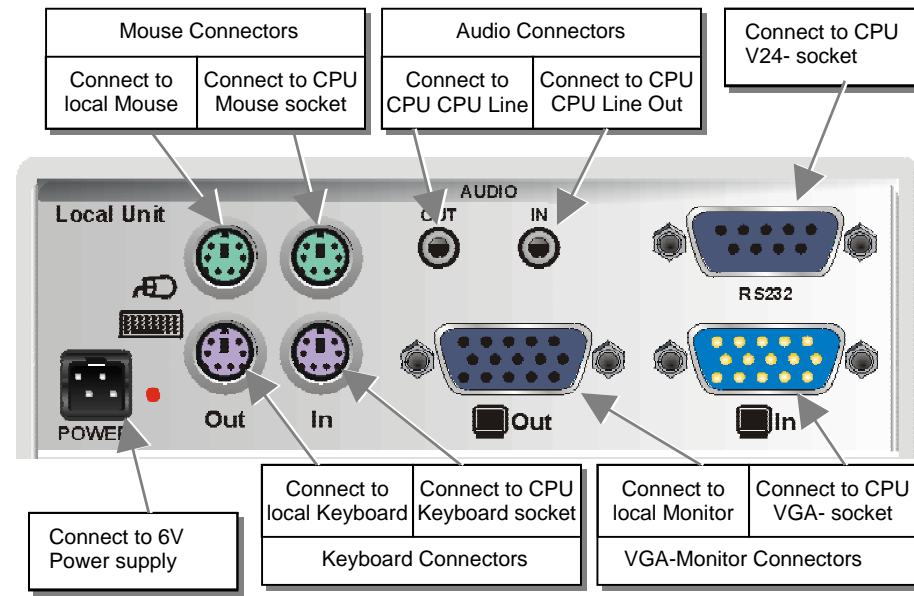 Mouse Connectors
Connect to
local Mouse
Connect to CPU
Mouse socket
Audio Connectors
Connect to
CPU CPU Line
Connect to CPU
CPU Line Out
Connect to CPU
V24- socket
Local Unit
AUDIO
OUT
IN
RS232
POWER
Out
In
Out
In
Connect to 6V
Power supply
Connect to
local Keyboard
Connect to CPU
Keyboard socket
Keyboard Connectors
Connect to
local Monitor
Connect to CPU
VGA- socket
VGA-Monitor Connectors